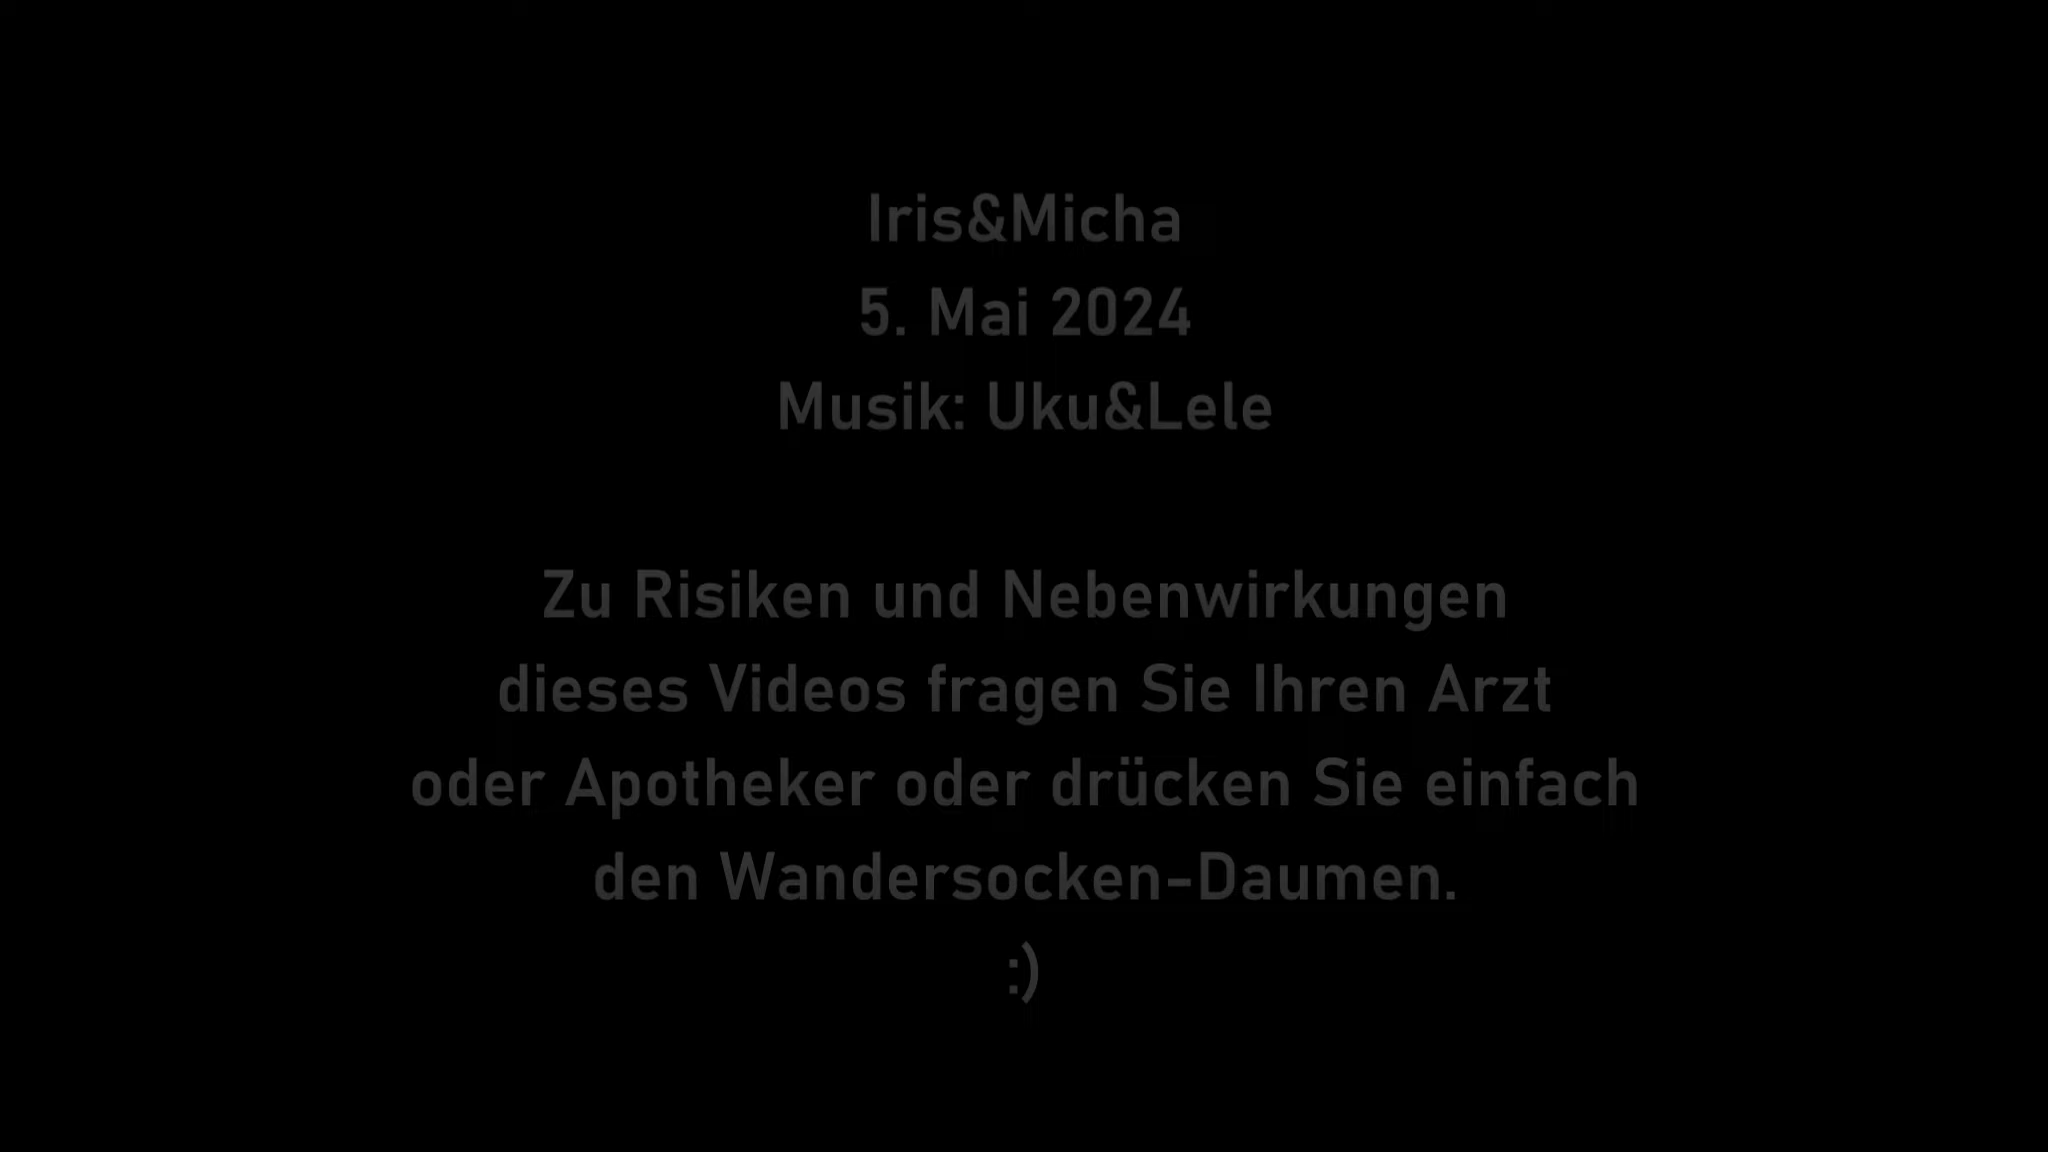 Iris&Micha
5. Mai 2024
Musik: Uku&Lele
Zu Risiken und Nebenwirkungen
dieses Videos fragen Sie Ihren Arzt
oder Apotheker oder drücken Sie einfach
den Wandersocken-Daumen.
:)